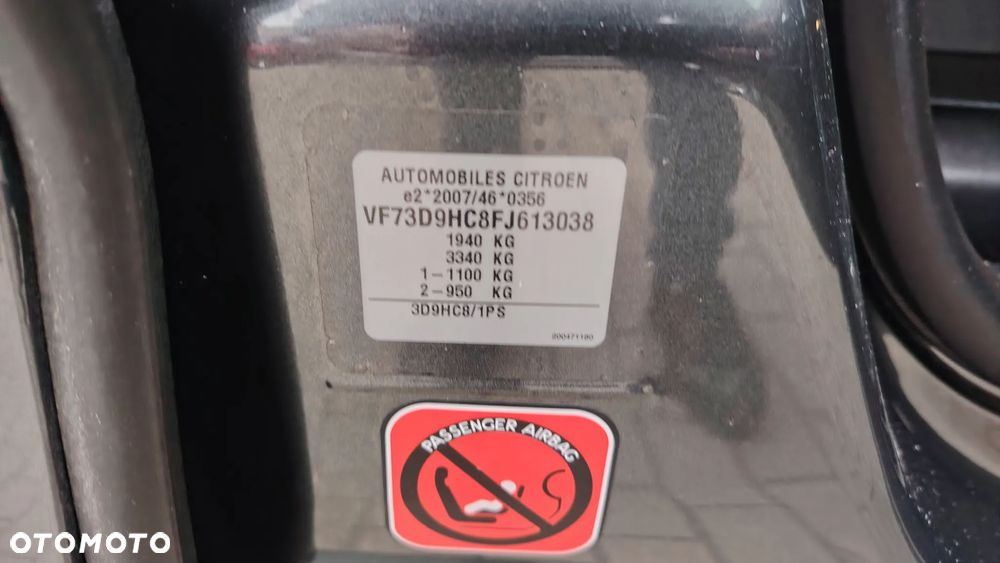 AUTOMOBILES CITROEN
e2*2007/46*0356
VF73D9HC8FJ613038
1940 KG
3340 KG
1-1100 KG
2-950 KG
3D9HC8/1PS
200471180
PASSENGER AIRBAG
OTOMOTO